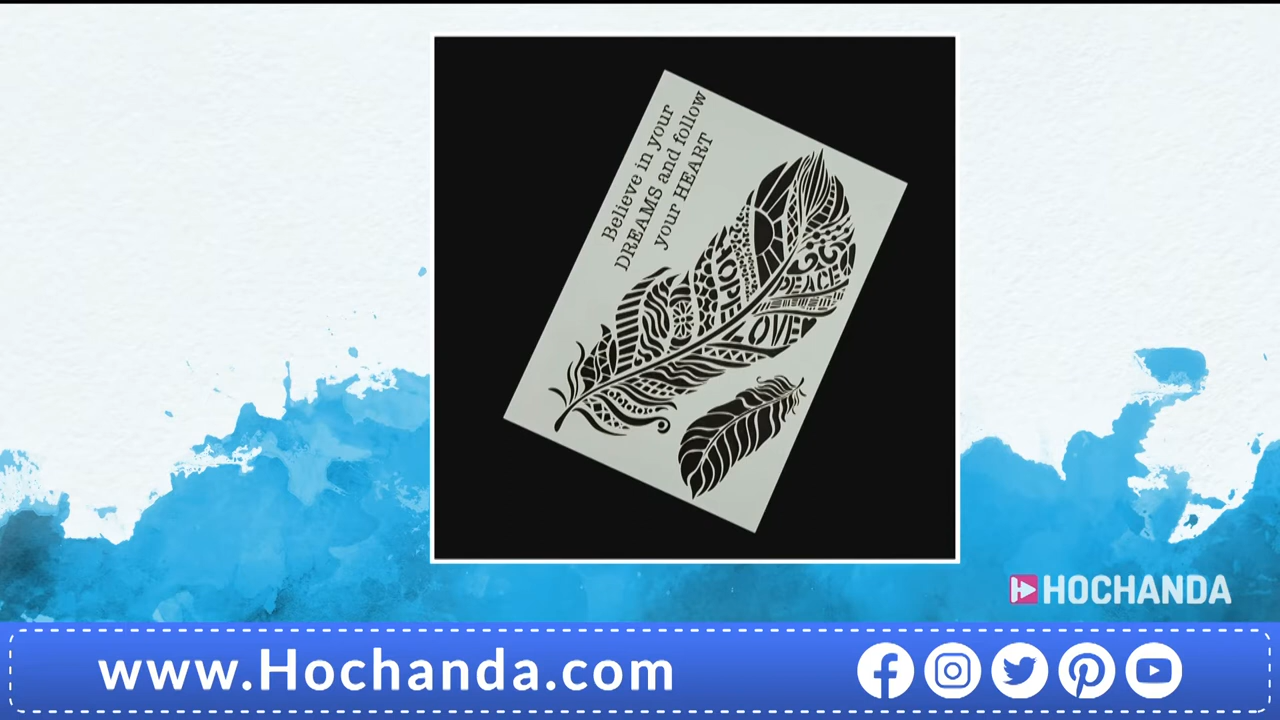 Believe in your
DREAMS and follow
your HEART
PEACE
LOVE
HOCHANDA
www.Hochanda.com